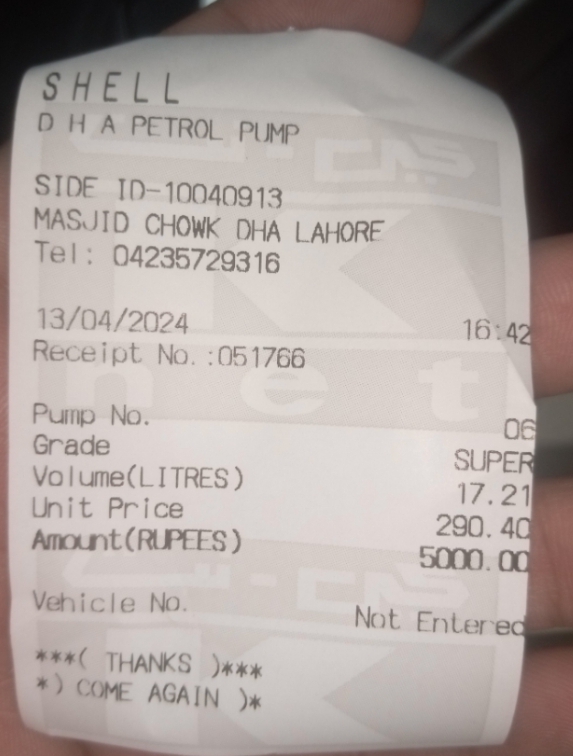 SHELL
D H A PETROL PUMP
SIDE ID-10040913
MASJID CHOWK DHA LAHORE
Tel: 04235729316
13/04/2024 16:42
Receipt No.:051766
Pump No. 06
Grade SUPER
Volume(LITRES) 17.21
Unit Price 290.40
Amount(RUPEES) 5000.00
Vehicle No. Not Entered
***( THANKS )***
*) COME AGAIN )*
K
net